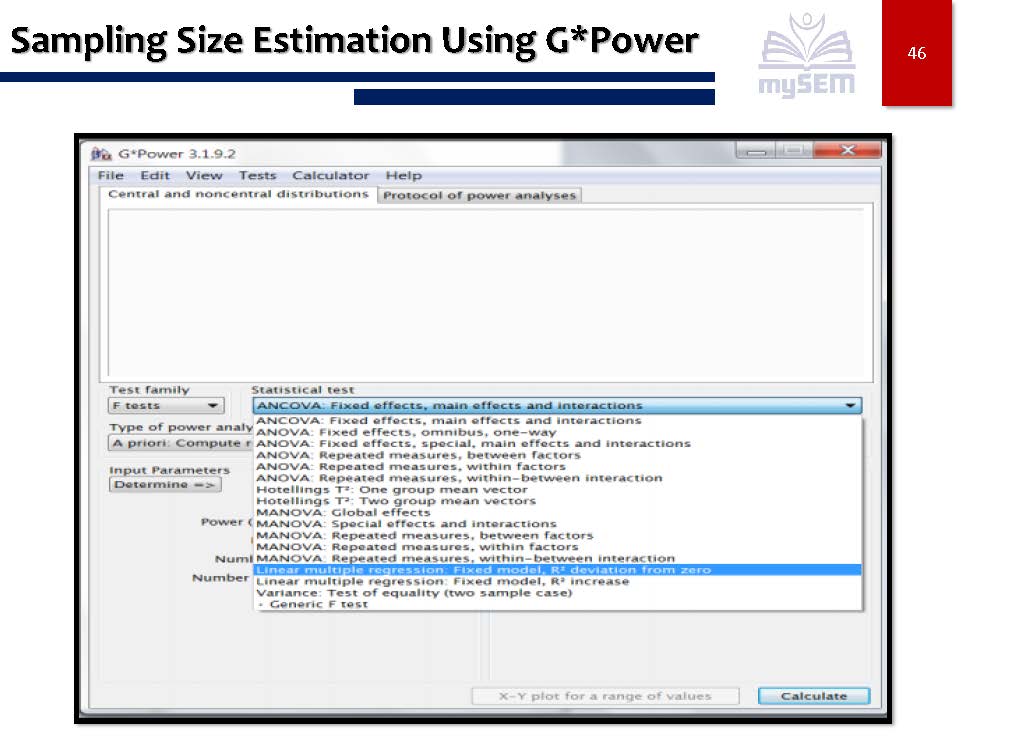 Sampling Size Estimation Using G*Power
mySEM
46
G*Power 3.1.9.2
File Edit View Tests Calculator Help
Central and noncentral distributions Protocol of power analyses
Test family Statistical test
F tests ANCOVA: Fixed effects, main effects and interactions
Type of power analy
A priori: Compute r
Input Parameters
Determine =>
Power (
Numl
Number
ANCOVA: Fixed effects, main effects and interactions
ANOVA: Fixed effects, omnibus, one-way
ANOVA: Fixed effects, special, main effects and interactions
ANOVA: Repeated measures, between factors
ANOVA: Repeated measures, within factors
ANOVA: Repeated measures, within-between interaction
Hotellings T²: One group mean vector
Hotellings T²: Two group mean vectors
MANOVA: Global effects
MANOVA: Special effects and interactions
MANOVA: Repeated measures, between factors
MANOVA: Repeated measures, within factors
MANOVA: Repeated measures, within-between interaction
Linear multiple regression: Fixed model, R² deviation from zero
Linear multiple regression: Fixed model, R² increase
Variance: Test of equality (two sample case)
- Generic F test
X-Y plot for a range of values Calculate